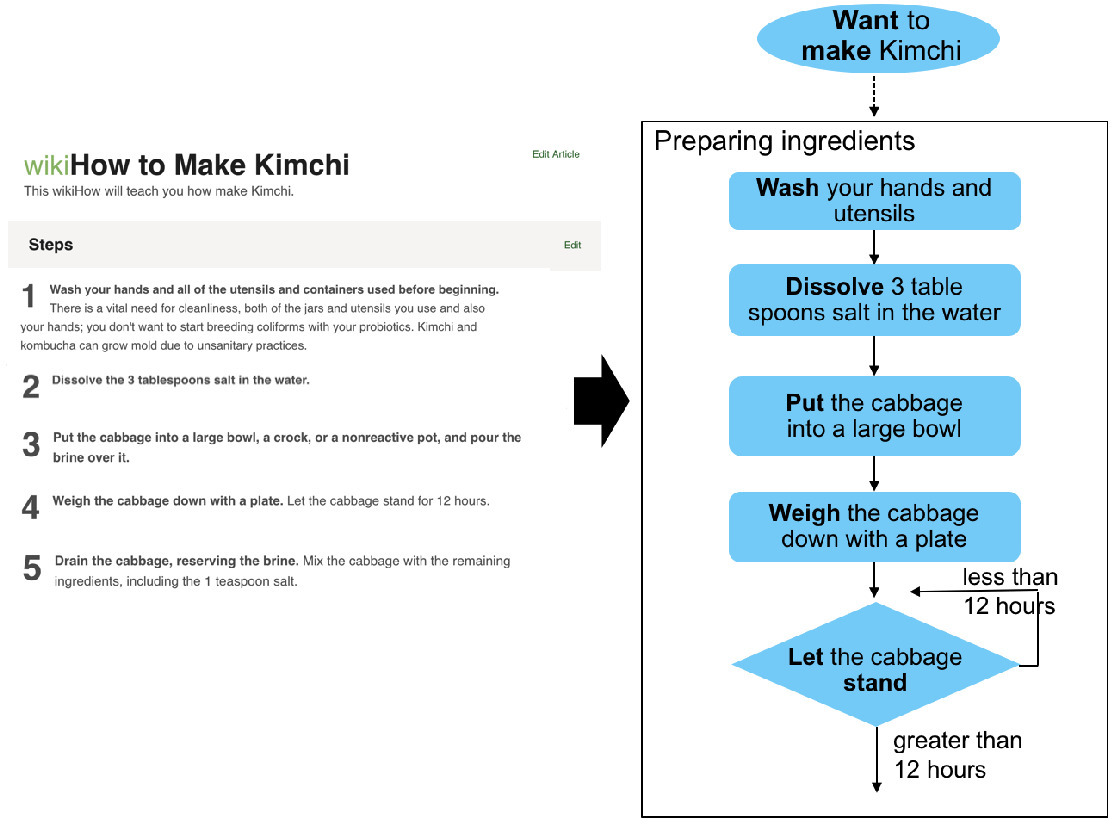 wikiHow to Make Kimchi
Edit Article
This wikiHow will teach you how make Kimchi.
Steps
Edit
1 Wash your hands and all of the utensils and containers used before beginning.
There is a vital need for cleanliness, both of the jars and utensils you use and also
your hands; you don't want to start breeding coliforms with your probiotics. Kimchi and
kombucha can grow mold due to unsanitary practices.
2 Dissolve the 3 tablespoons salt in the water.
3 Put the cabbage into a large bowl, a crock, or a nonreactive pot, and pour the
brine over it.
4 Weigh the cabbage down with a plate. Let the cabbage stand for 12 hours.
5 Drain the cabbage, reserving the brine. Mix the cabbage with the remaining
ingredients, including the 1 teaspoon salt.
Want to
make Kimchi
Preparing ingredients
Wash your hands and
utensils
Dissolve 3 table
spoons salt in the water
Put the cabbage
into a large bowl
Weigh the cabbage
down with a plate
less than
12 hours
Let the cabbage
stand
greater than
12 hours